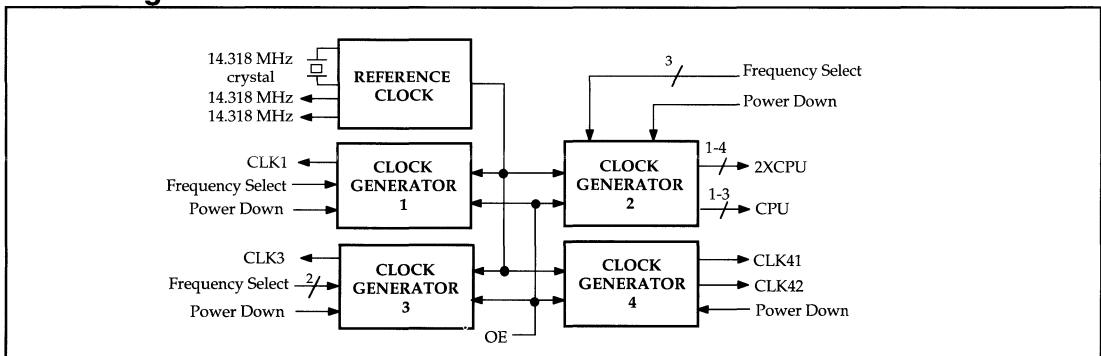 14.318 MHz
crystal
14.318 MHz
14.318 MHz
REFERENCE
CLOCK
3
Frequency Select
Power Down
CLK1
Frequency Select
Power Down
CLOCK
GENERATOR
1
CLOCK
GENERATOR
2
1-4
2XCPU
1-3
CPU
CLK3
Frequency Select
2
Power Down
CLOCK
GENERATOR
3
OE
CLOCK
GENERATOR
4
CLK41
CLK42
Power Down